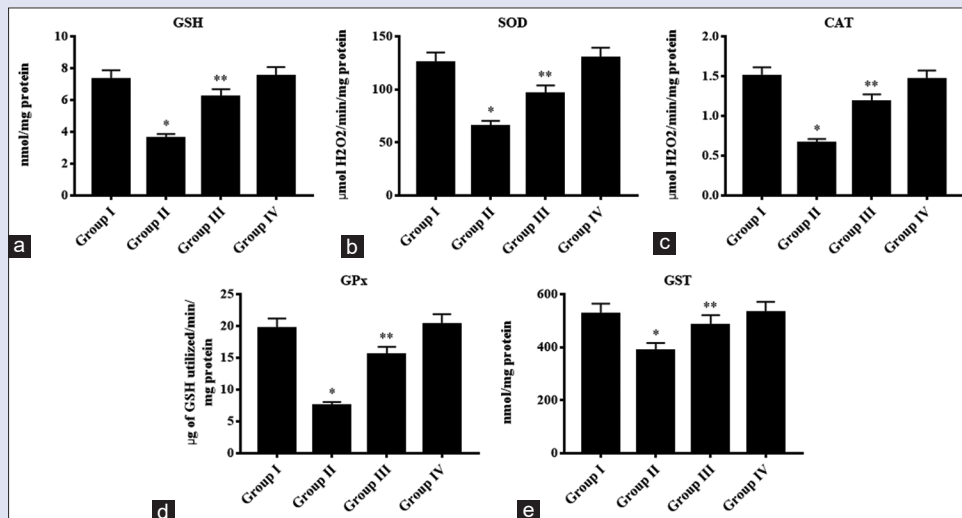 GSH
nmol/mg protein
8
6
4
2
0
*
**
Group I
Group II
Group III
Group IV
a
SOD
µmol H2O2/min/mg protein
150
100
50
0
*
**
Group I
Group II
Group III
Group IV
b
CAT
µmol H2O2/min/mg protein
2.0
1.5
1.0
0.5
0.0
*
**
Group I
Group II
Group III
Group IV
c
GPx
µg of GSH utilized/min/
mg protein
25
20
15
10
5
0
*
**
Group I
Group II
Group III
Group IV
d
GST
nmol/mg protein
600
400
200
0
*
**
Group I
Group II
Group III
Group IV
e